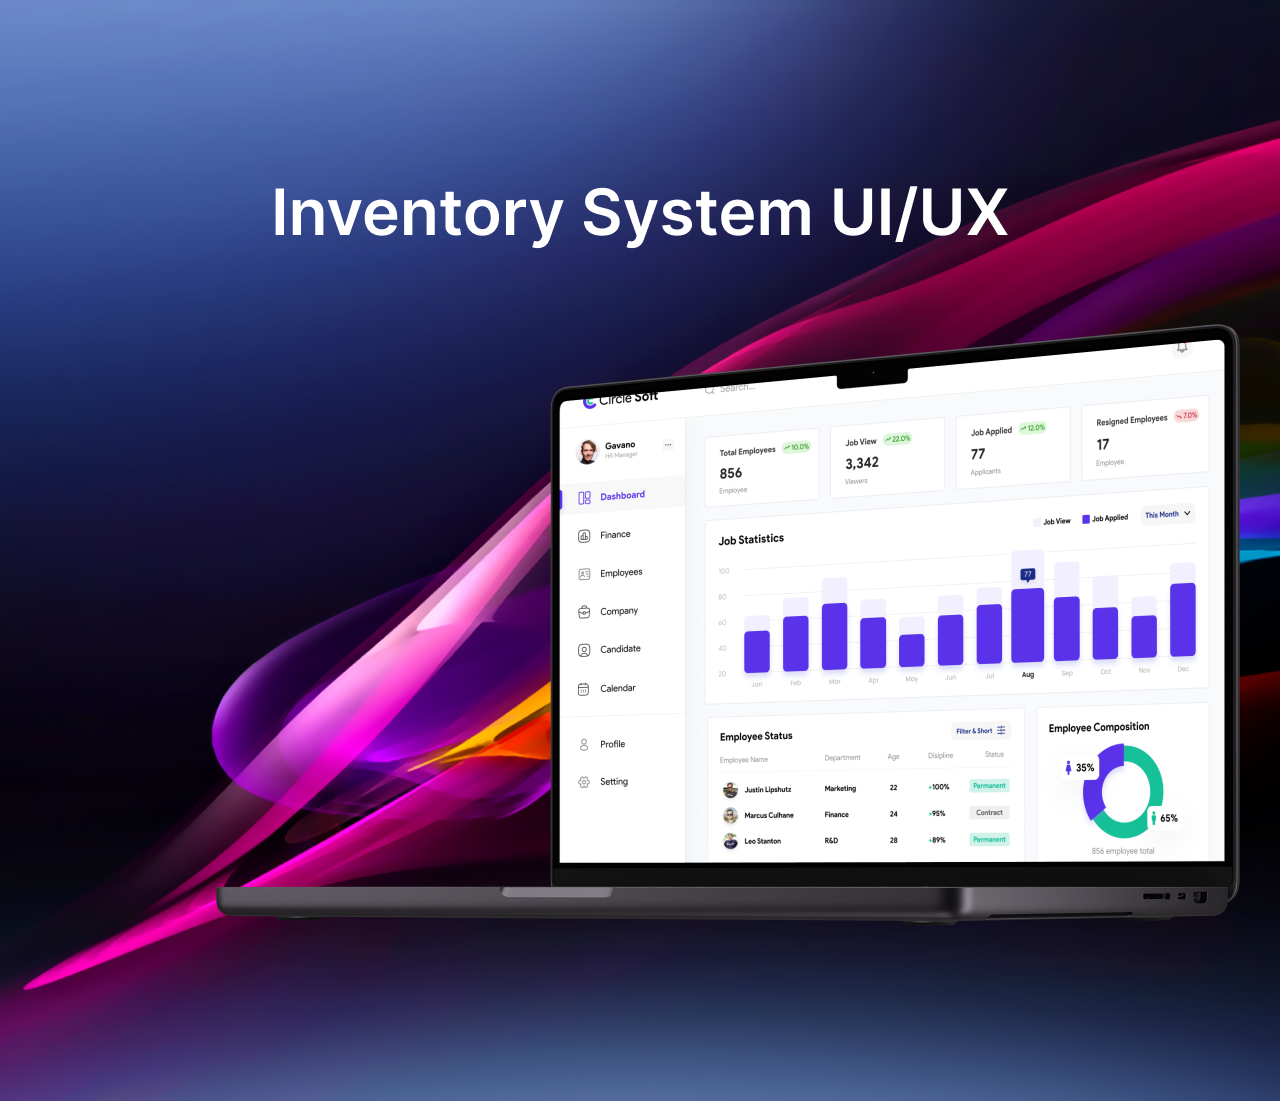 Inventory System UI/UX
Circle Soft
Search...
Gavano
HR Manager
Dashboard
Finance
Employees
Company
Candidate
Calendar
Profile
Setting
Total Employees 10.0%
856
Employee
Job View 22.0%
3,342
Viewers
Job Applied 12.0%
77
Applicants
Resigned Employees 7.0%
17
Employee
Job Statistics
Job View Job Applied This Month
100
80
60
40
20
77
Jan Feb Mar Apr May Jun Jul Aug Sep Oct Nov Dec
Employee Status
Filter & Short
Employee Name Department Age Disipline Status
Justin Lipshutz Marketing 22 +100% Permanent
Marcus Culhane Finance 24 +95% Contract
Leo Stanton R&D 28 +89% Permanent
Employee Composition
35%
65%
856 employee total